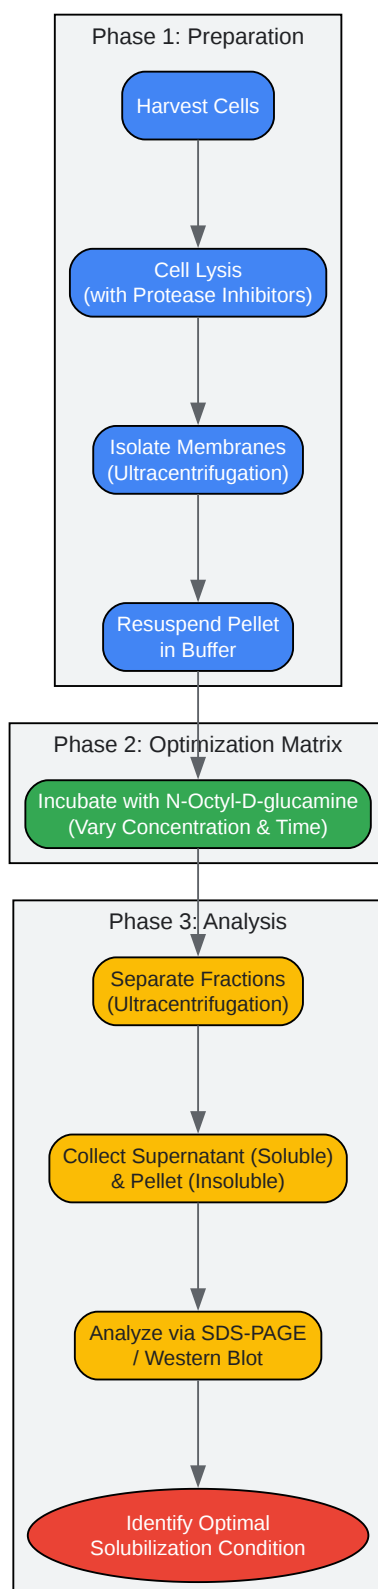 Phase 1: Preparation
Harvest Cells
Cell Lysis
(with Protease Inhibitors)
Isolate Membranes
(Ultracentrifugation)
Resuspend Pellet
in Buffer
Phase 2: Optimization Matrix
Incubate with N-Octyl-D-glucamine
(Vary Concentration & Time)
Phase 3: Analysis
Separate Fractions
(Ultracentrifugation)
Collect Supernatant (Soluble)
& Pellet (Insoluble)
Analyze via SDS-PAGE
/ Western Blot
Identify Optimal
Solubilization Condition